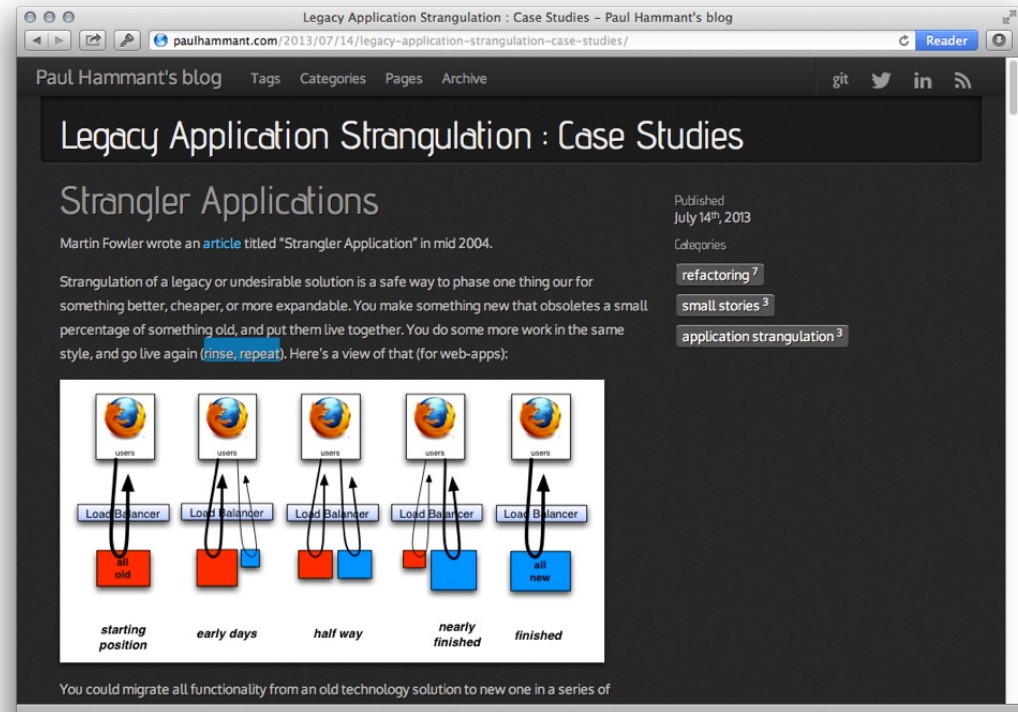 Legacy Application Strangulation : Case Studies – Paul Hammant's blog
paulhammant.com/2013/07/14/legacy-application-strangulation-case-studies/
Reader
Paul Hammant's blog Tags Categories Pages Archive git in
Legacy Application Strangulation : Case Studies
Strangler Applications
Martin Fowler wrote an article titled "Strangler Application" in mid 2004.
Strangulation of a legacy or undesirable solution is a safe way to phase one thing our for
something better, cheaper, or more expandable. You make something new that obsoletes a small
percentage of something old, and put them live together. You do some more work in the same
style, and go live again (rinse, repeat). Here's a view of that (for web-apps):
users users users users users
Load Balancer Load Balancer Load Balancer Load Balancer Load Balancer
all old
all new
starting position
early days
half way
nearly finished
finished
You could migrate all functionality from an old technology solution to new one in a series of
Published
July 14th, 2013
Categories
refactoring 7
small stories 3
application strangulation 3